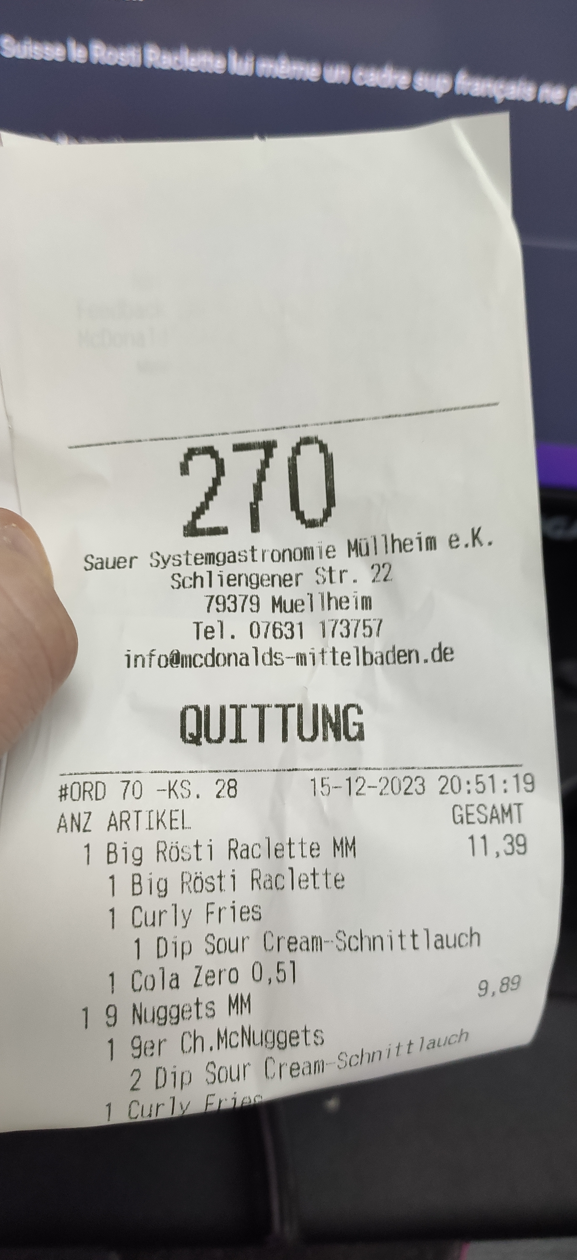 Suisse le Rosti Raclette lui même un cadre sup français ne
Feedback
McDonal
270
Sauer Systemgastronomie Müllheim e.K.
Schliengener Str. 22
79379 Muellheim
Tel. 07631 173757
info@mcdonalds-mittelbaden.de
QUITTUNG
#ORD 70 -KS. 28 15-12-2023 20:51:19
ANZ ARTIKEL GESAMT
1 Big Rösti Raclette MM 11,39
1 Big Rösti Raclette
1 Curly Fries
1 Dip Sour Cream-Schnittlauch
1 Cola Zero 0,5l
1 9 Nuggets MM 9,89
1 9er Ch.McNuggets
2 Dip Sour Cream-Schnittlauch
1 Curly Fries